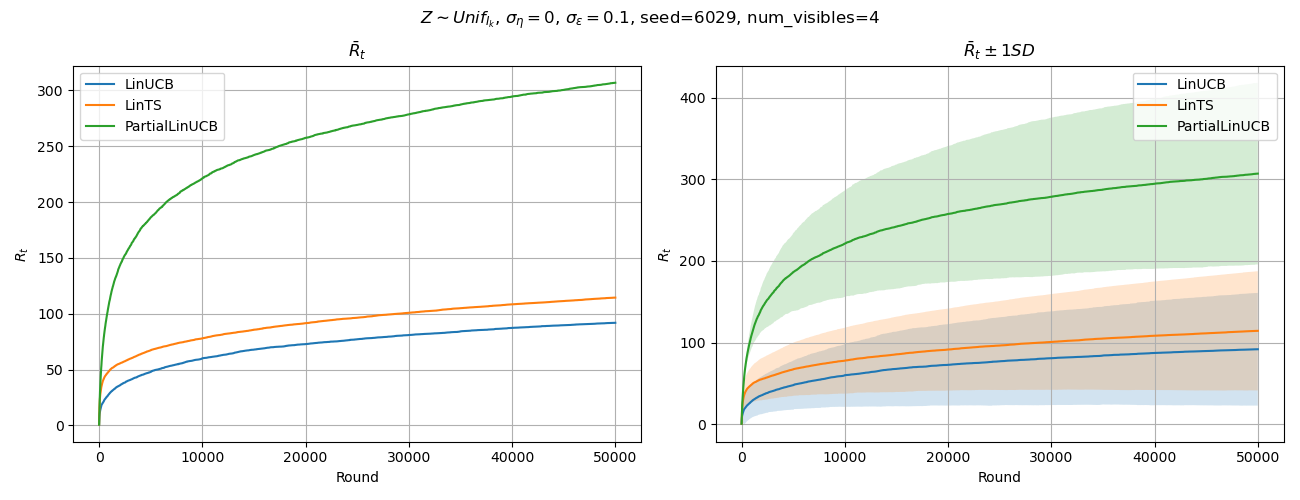 Z ∼ Unif_{I_k}, σ_η = 0, σ_ε = 0.1, seed=6029, num_visibles=4
R̄_t
LinUCB
LinTS
PartialLinUCB
300
250
200
150
100
50
0
R_t
0 10000 20000 30000 40000 50000
Round
R̄_t ± 1SD
LinUCB
LinTS
PartialLinUCB
400
300
200
100
0
R_t
0 10000 20000 30000 40000 50000
Round